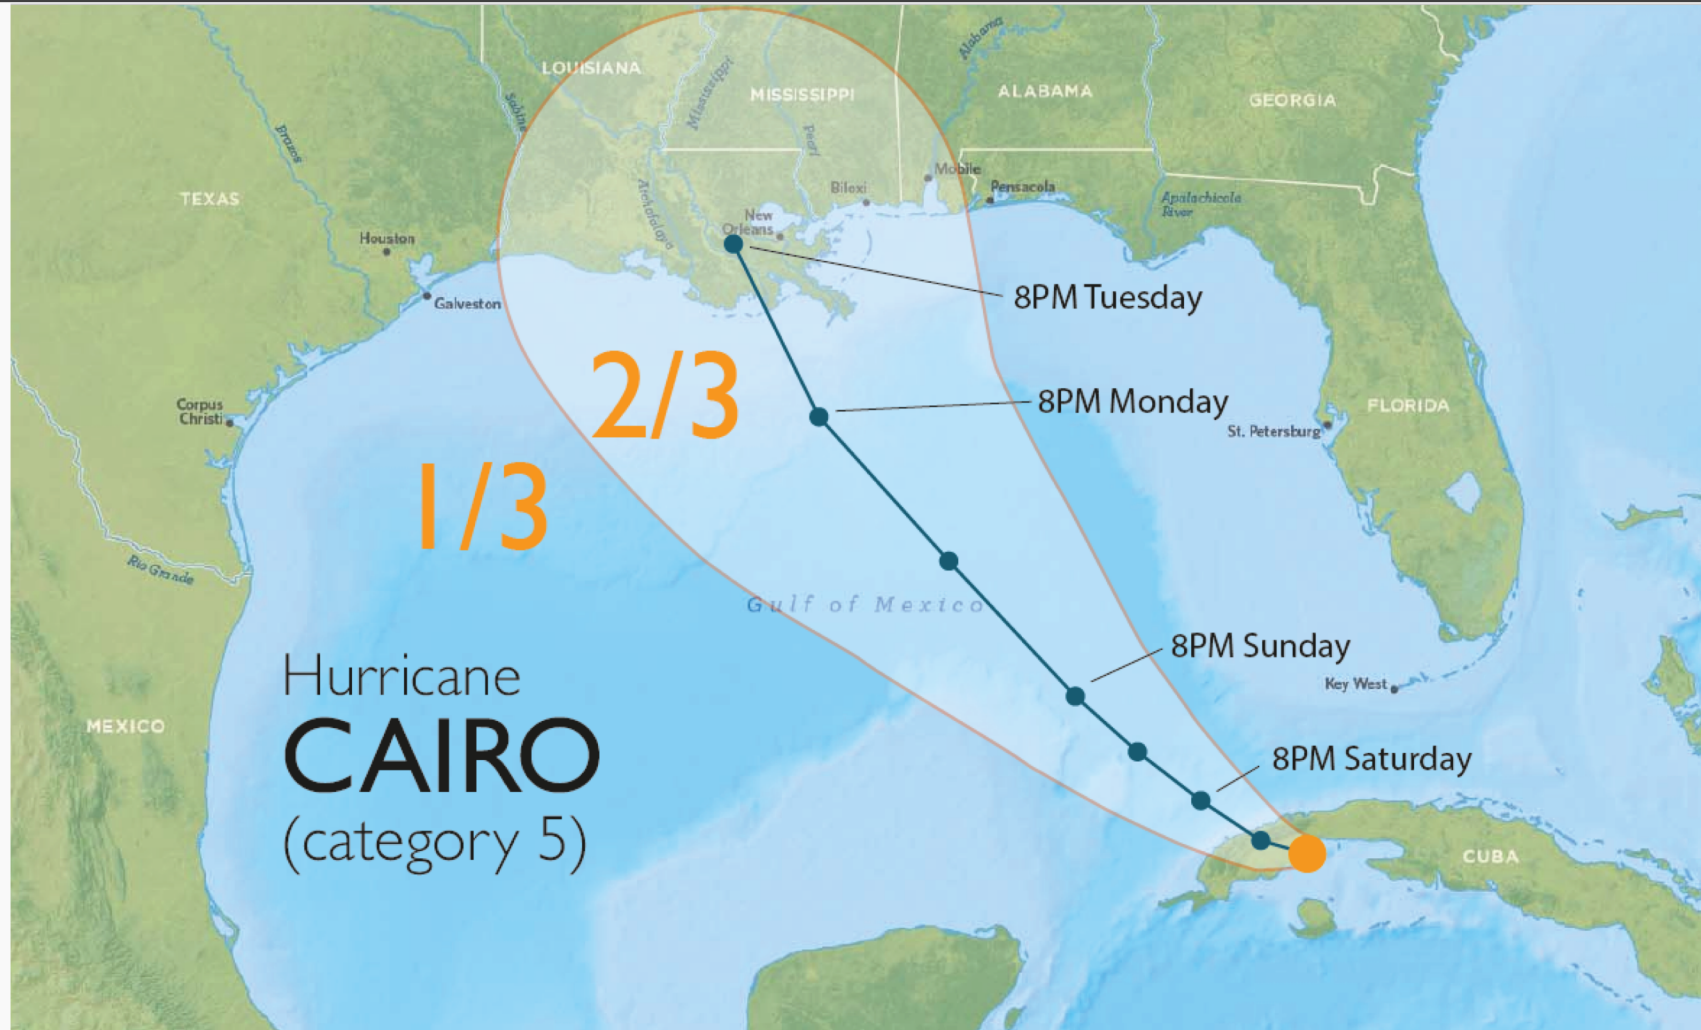 LOUISIANA
Mississippi
MISSISSIPPI
Alabama
ALABAMA
GEORGIA
Sabine
Brazos
Pearl
TEXAS
Atchafalaya
Biloxi
Mobile
Pensacola
Apalachicola
River
New
Orleans
Houston
Galveston
8PM Tuesday
2/3
8PM Monday
Corpus
Christi
FLORIDA
St. Petersburg
1/3
Rio Grande
Gulf of Mexico
8PM Sunday
Key West
Hurricane
CAIRO
(category 5)
MEXICO
8PM Saturday
CUBA